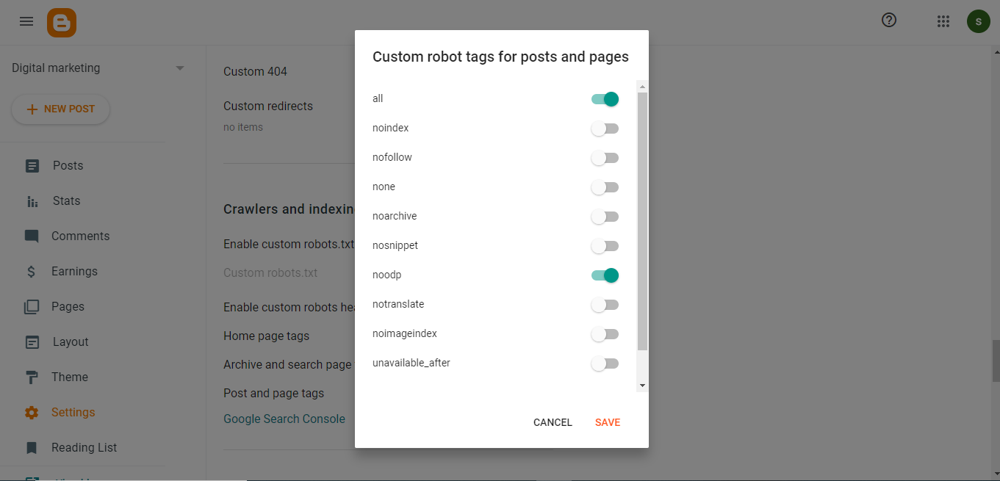 S
Digital marketing
NEW POST
Posts
Stats
Comments
Earnings
Pages
Layout
Theme
Settings
Reading List
Custom 404
Custom redirects
no items
Crawlers and indexin
Enable custom robots.txt
Custom robots.txt
Enable custom robots hea
Home page tags
Archive and search page
Post and page tags
Google Search Console
Custom robot tags for posts and pages
all
noindex
nofollow
none
noarchive
nosnippet
noodp
notranslate
noimageindex
unavailable_after
CANCEL
SAVE